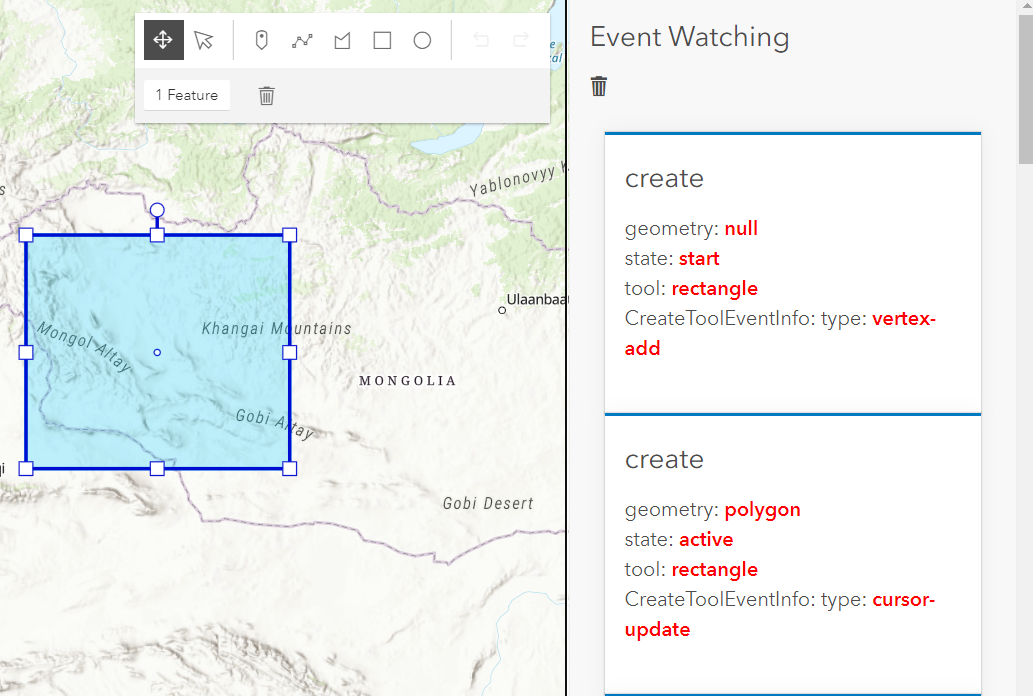 Event Watching
1 Feature
create
geometry: null
state: start
tool: rectangle
CreateToolEventInfo: type: vertex-
add
create
geometry: polygon
state: active
tool: rectangle
CreateToolEventInfo: type: cursor-
update
Yablonovyy
Ulaanbaa
Khangai Mountains
Mongol Altay
MONGOLIA
Gobi Altay
Gobi Desert